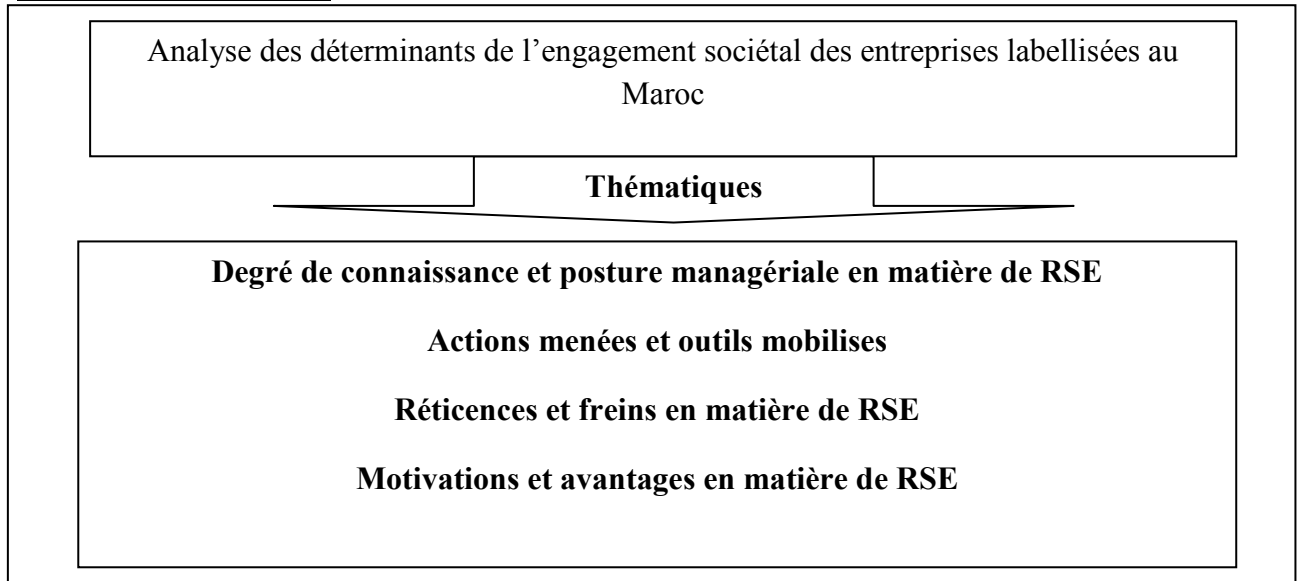 Analyse des déterminants de l’engagement sociétal des entreprises labellisées au
Maroc
Thématiques
Degré de connaissance et posture managériale en matière de RSE
Actions menées et outils mobilises
Réticences et freins en matière de RSE
Motivations et avantages en matière de RSE